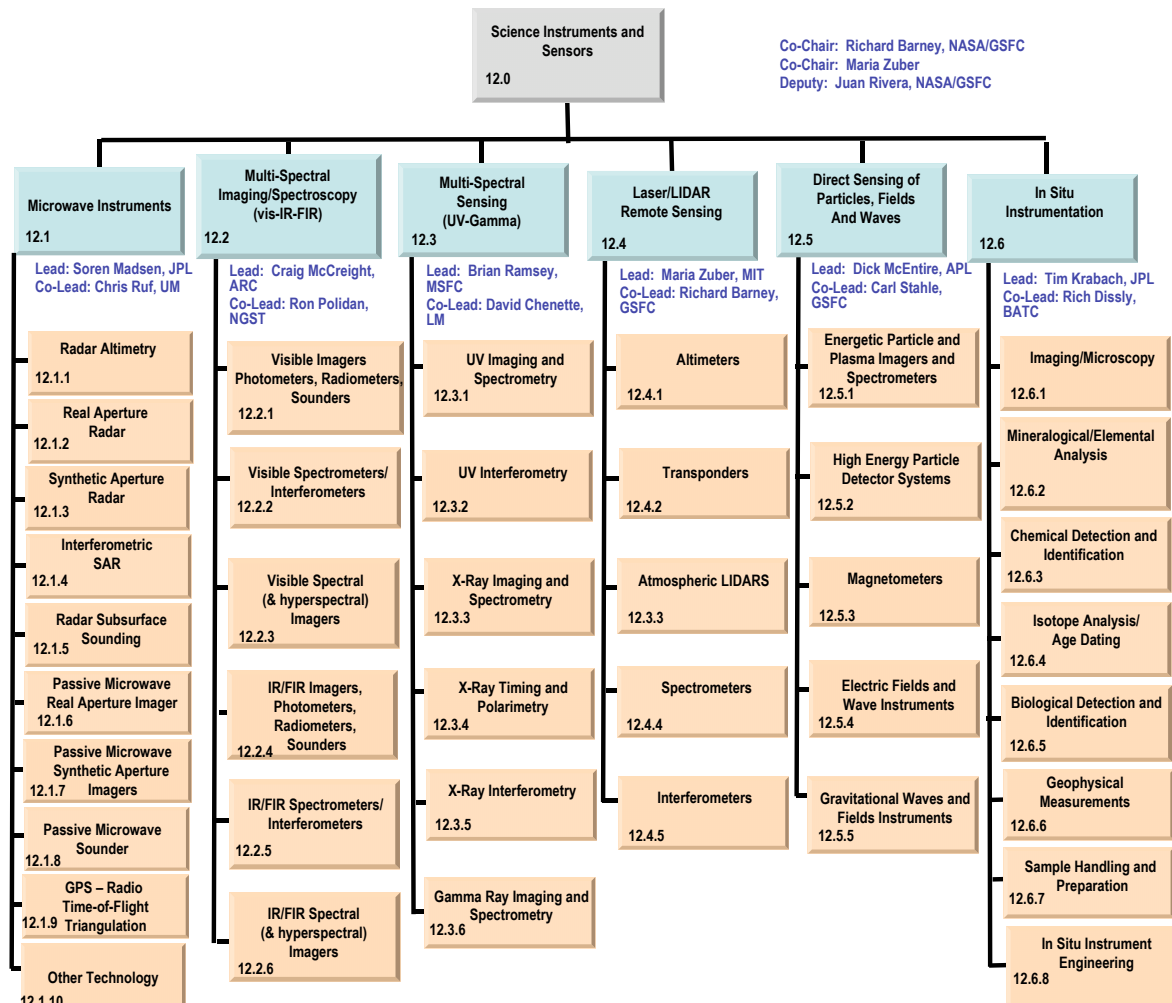 Science Instruments and
Sensors
12.0
Co-Chair: Richard Barney, NASA/GSFC
Co-Chair: Maria Zuber
Deputy: Juan Rivera, NASA/GSFC
Microwave Instruments
12.1
Lead: Soren Madsen, JPL
Co-Lead: Chris Ruf, UM
Radar Altimetry
12.1.1
Real Aperture
Radar
12.1.2
Synthetic Aperture
Radar
12.1.3
Interferometric
SAR
12.1.4
Radar Subsurface
Sounding
12.1.5
Passive Microwave
Real Aperture Imager
12.1.6
Passive Microwave
Synthetic Aperture
Imagers
12.1.7
Passive Microwave
Sounder
12.1.8
GPS – Radio
Time-of-Flight
Triangulation
12.1.9
Other Technology
12.1.10
Multi-Spectral
Imaging/Spectroscopy
(vis-IR-FIR)
12.2
Lead: Craig McCreight,
ARC
Co-Lead: Ron Polidan,
NGST
Visible Imagers
Photometers, Radiometers,
Sounders
12.2.1
Visible Spectrometers/
Interferometers
12.2.2
Visible Spectral
(& hyperspectral)
Imagers
12.2.3
IR/FIR Imagers,
Photometers,
Radiometers,
Sounders
12.2.4
IR/FIR Spectrometers/
Interferometers
12.2.5
IR/FIR Spectral
(& hyperspectral)
Imagers
12.2.6
Multi-Spectral
Sensing
(UV-Gamma)
12.3
Lead: Brian Ramsey,
MSFC
Co-Lead: David Chenette,
LM
UV Imaging and
Spectrometry
12.3.1
UV Interferometry
12.3.2
X-Ray Imaging and
Spectrometry
12.3.3
X-Ray Timing and
Polarimetry
12.3.4
X-Ray Interferometry
12.3.5
Gamma Ray Imaging and
Spectrometry
12.3.6
Laser/LIDAR
Remote Sensing
12.4
Lead: Maria Zuber, MIT
Co-Lead: Richard Barney,
GSFC
Altimeters
12.4.1
Transponders
12.4.2
Atmospheric LIDARS
12.3.3
Spectrometers
12.4.4
Interferometers
12.4.5
Direct Sensing of
Particles, Fields
And Waves
12.5
Lead: Dick McEntire, APL
Co-Lead: Carl Stahle,
GSFC
Energetic Particle and
Plasma Imagers and
Spectrometers
12.5.1
High Energy Particle
Detector Systems
12.5.2
Magnetometers
12.5.3
Electric Fields and
Wave Instruments
12.5.4
Gravitational Waves and
Fields Instruments
12.5.5
In Situ
Instrumentation
12.6
Lead: Tim Krabach, JPL
Co-Lead: Rich Dissly,
BATC
Imaging/Microscopy
12.6.1
Mineralogical/Elemental
Analysis
12.6.2
Chemical Detection and
Identification
12.6.3
Isotope Analysis/
Age Dating
12.6.4
Biological Detection and
Identification
12.6.5
Geophysical
Measurements
12.6.6
Sample Handling and
Preparation
12.6.7
In Situ Instrument
Engineering
12.6.8